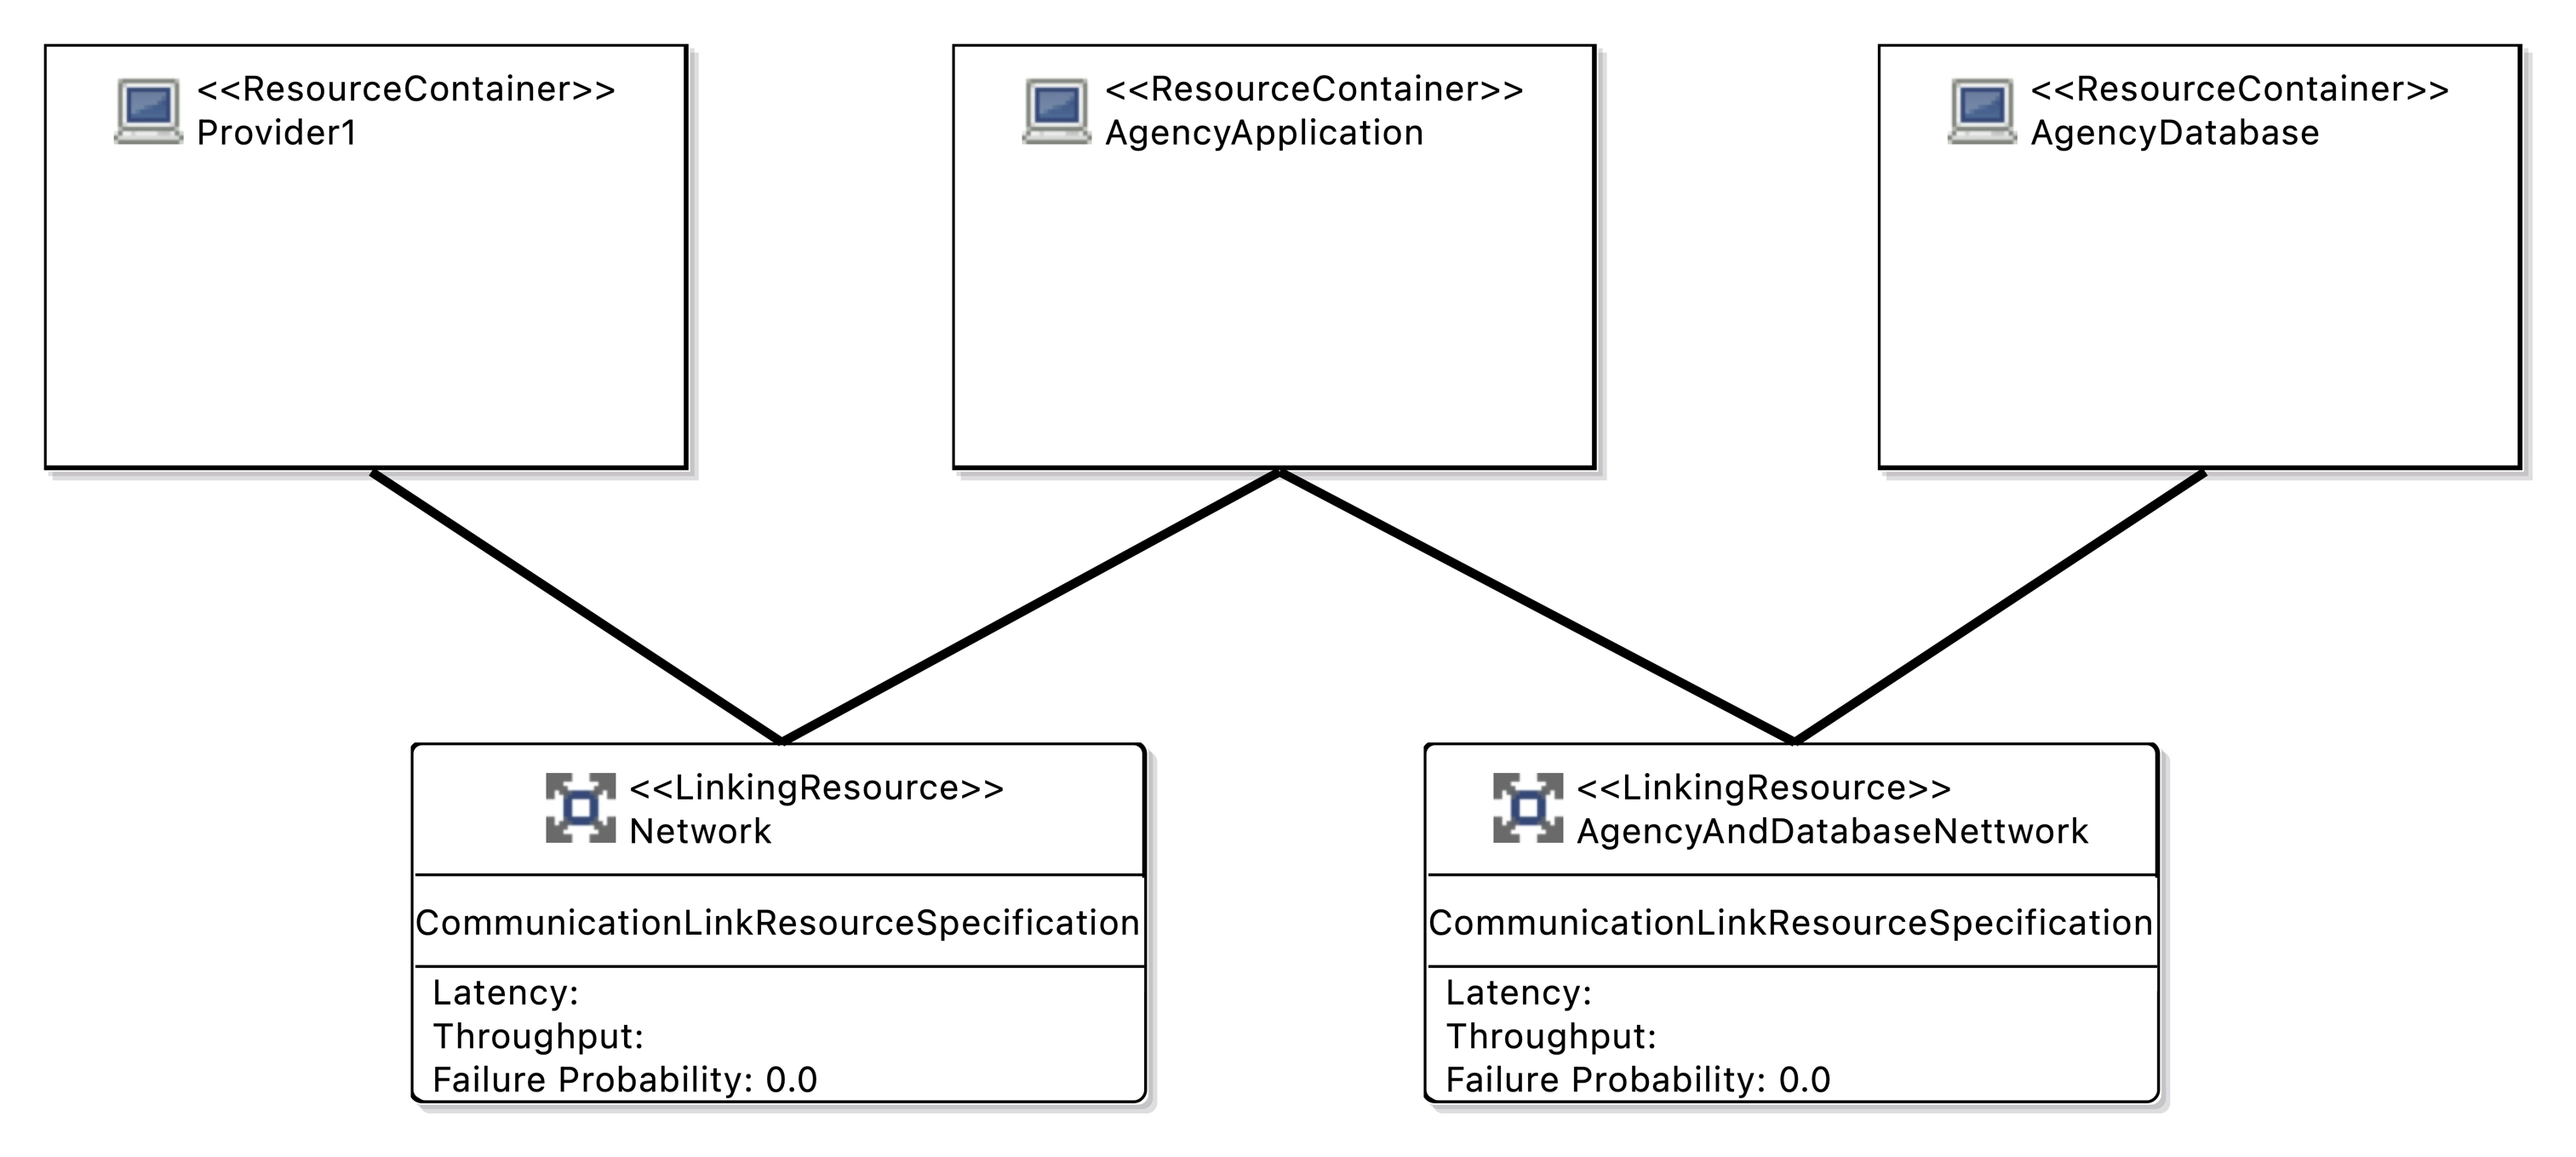 <<ResourceContainer>>
Provider1
<<ResourceContainer>>
AgencyApplication
<<ResourceContainer>>
AgencyDatabase
<<LinkingResource>>
Network
CommunicationLinkResourceSpecification
Latency:
Throughput:
Failure Probability: 0.0
<<LinkingResource>>
AgencyAndDatabaseNettwork
CommunicationLinkResourceSpecification
Latency:
Throughput:
Failure Probability: 0.0